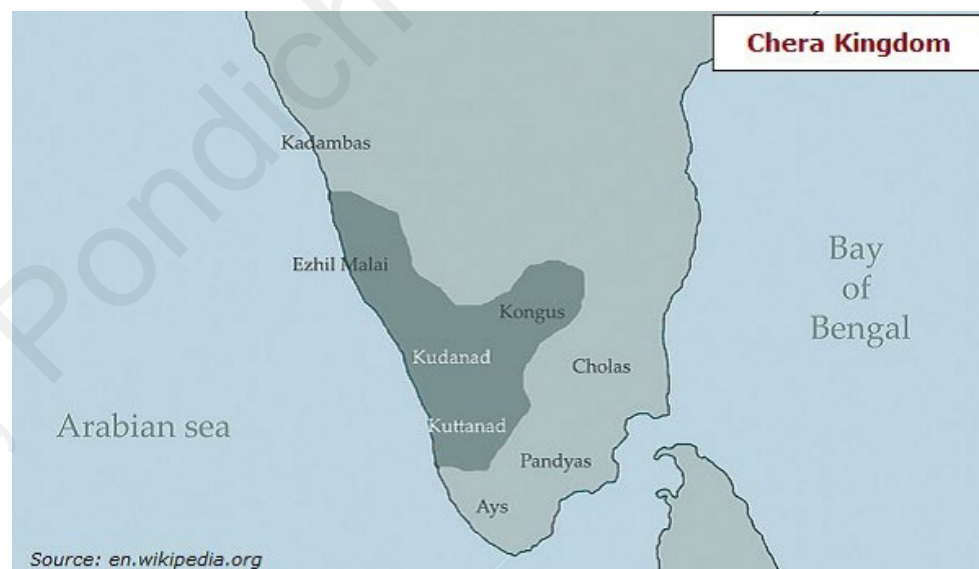 Chera Kingdom
Kadambas
Ezhil Malai
Kongus
Kudanad
Cholas
Kuttanad
Pandyas
Ays
Arabian sea
Bay
of
Bengal
Source: en.wikipedia.org
Pondich